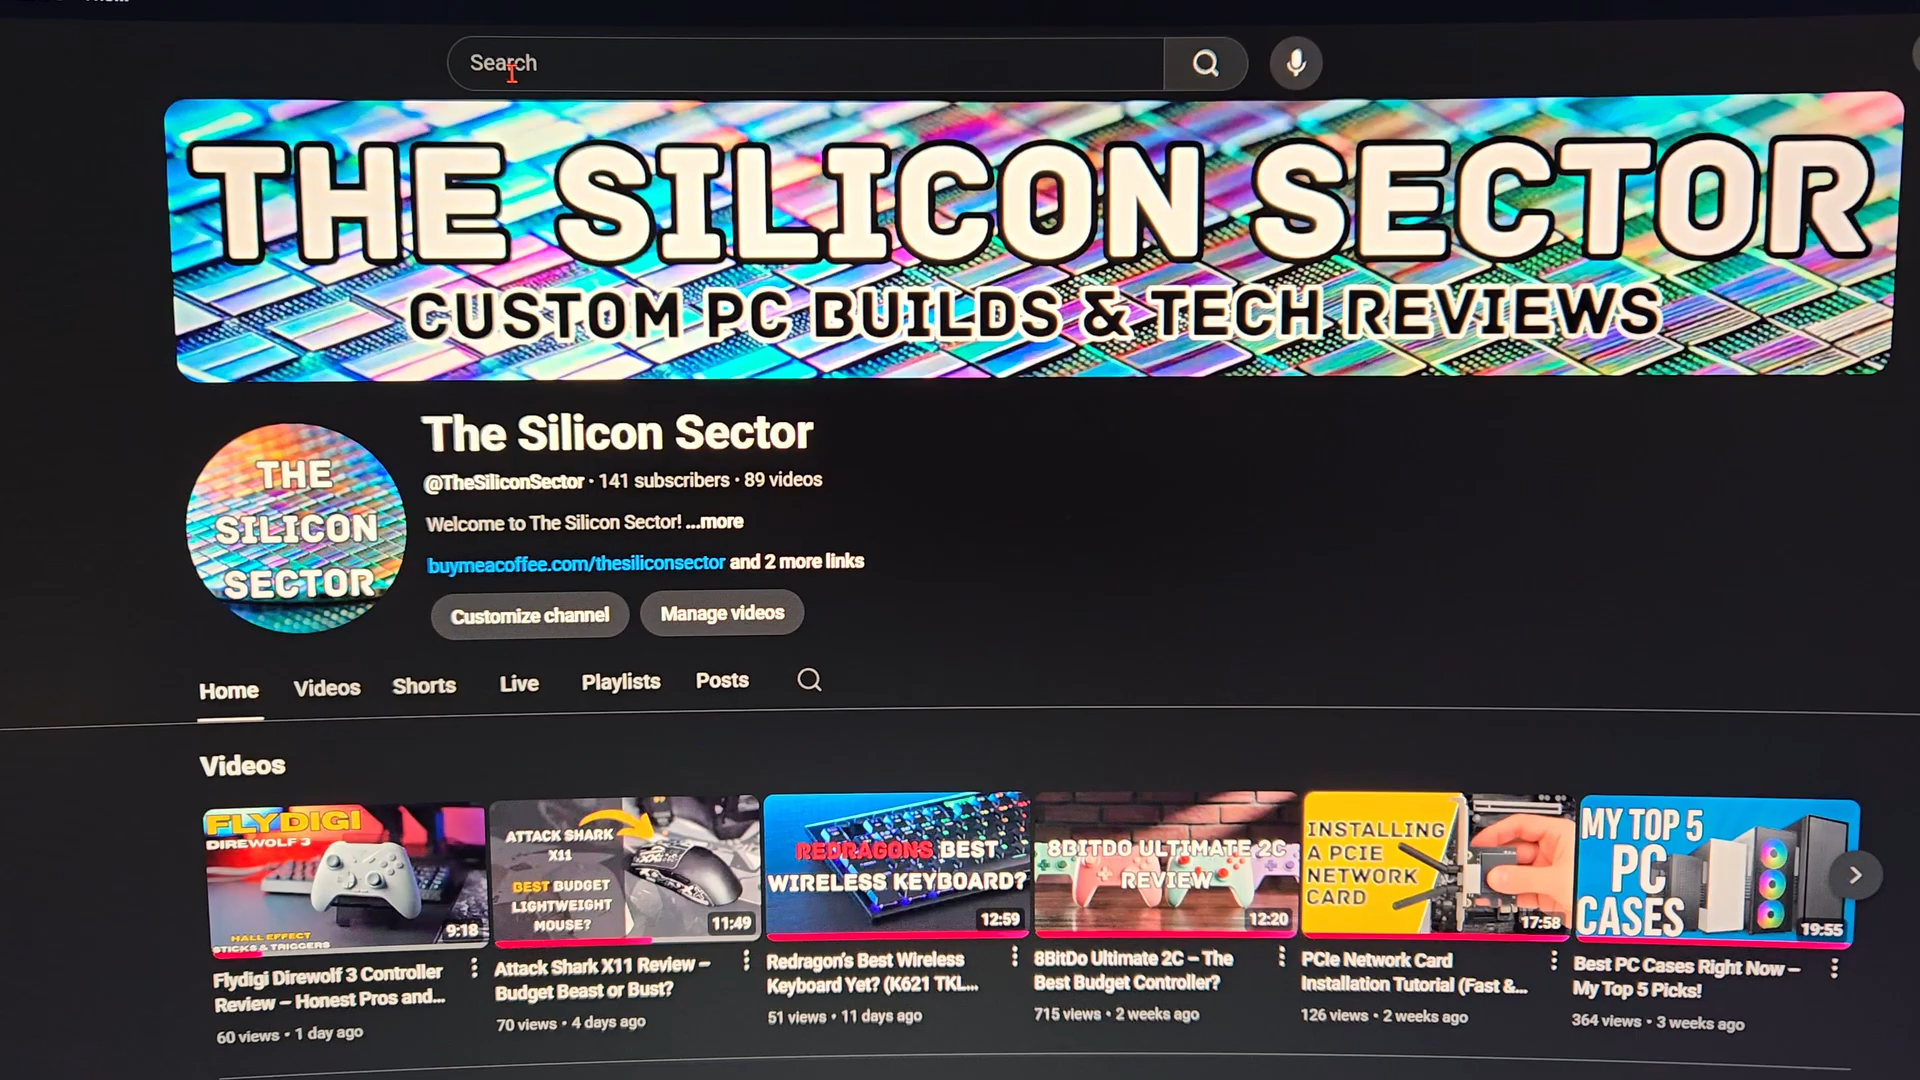 Search
THE SILICON SECTOR
CUSTOM PC BUILDS & TECH REVIEWS
THE
SILICON
SECTOR
The Silicon Sector
@TheSiliconSector · 141 subscribers · 89 videos
Welcome to The Silicon Sector! ...more
buymeacoffee.com/thesiliconsector and 2 more links
Customize channel
Manage videos
Home
Videos
Shorts
Live
Playlists
Posts
Videos
FLYDIGI
DIREWOLF 3
HALL EFFECT
STICKS & TRIGGERS
9:18
Flydigi Direwolf 3 Controller
Review – Honest Pros and...
60 views • 1 day ago
ATTACK SHARK
X11
BEST BUDGET
LIGHTWEIGHT
MOUSE?
11:49
Attack Shark X11 Review –
Budget Beast or Bust?
70 views • 4 days ago
REDRAGONS BEST
WIRELESS KEYBOARD?
12:59
Redragon's Best Wireless
Keyboard Yet? (K621 TKL...
51 views • 11 days ago
8BITDO ULTIMATE 2C
REVIEW
12:20
8BitDo Ultimate 2C – The
Best Budget Controller?
715 views • 2 weeks ago
INSTALLING
A PCIE
NETWORK
CARD
17:58
PCIe Network Card
Installation Tutorial (Fast &...
126 views • 2 weeks ago
MY TOP 5
PC
CASES
19:55
Best PC Cases Right Now –
My Top 5 Picks!
364 views • 3 weeks ago